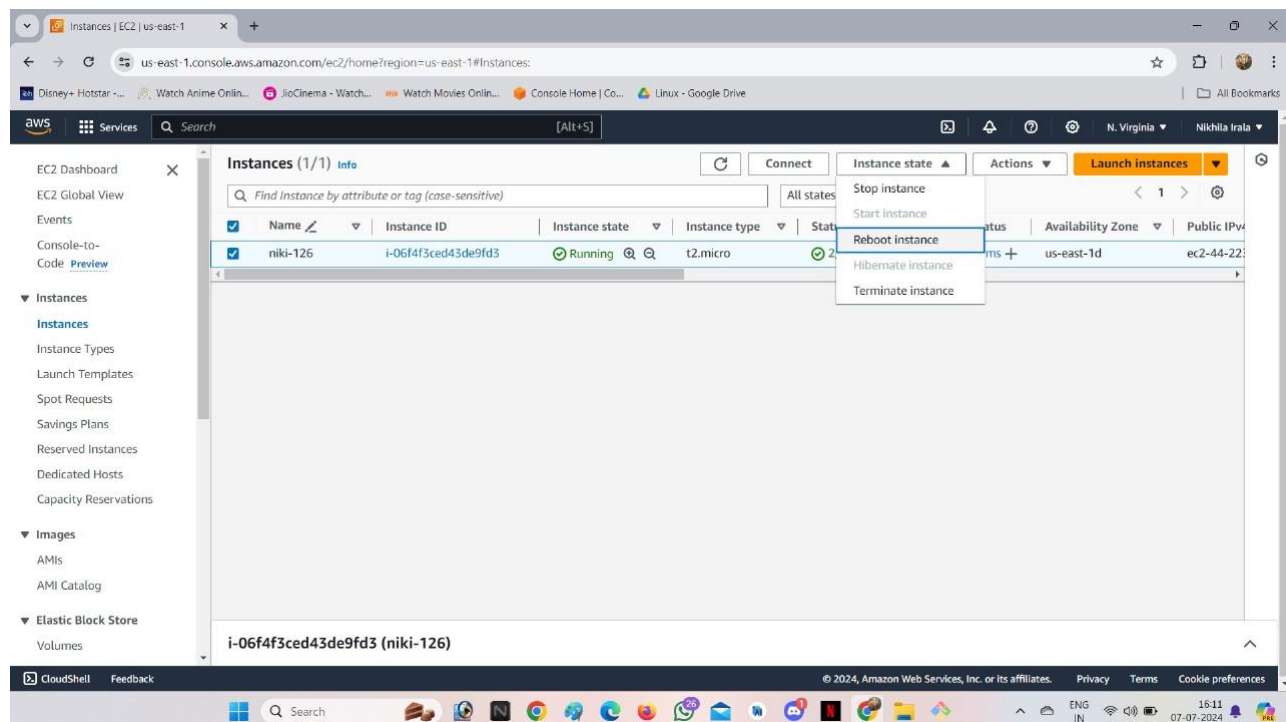 Instances | EC2 | us-east-1
us-east-1.console.aws.amazon.com/ec2/home?region=us-east-1#Instances:
Disney+ Hotstar -... Watch Anime Onlin... JioCinema - Watch... Watch Movies Onlin... Console Home | Co... Linux - Google Drive All Bookmarks
aws Services Search [Alt+S] N. Virginia Nikhila Irala
EC2 Dashboard
EC2 Global View
Events
Console-to-
Code Preview
Instances
Instances
Instance Types
Launch Templates
Spot Requests
Savings Plans
Reserved Instances
Dedicated Hosts
Capacity Reservations
Images
AMIs
AMI Catalog
Elastic Block Store
Volumes
Instances (1/1) Info Connect Instance state Actions Launch instances
Find Instance by attribute or tag (case-sensitive) All states 1
Stop instance
Start instance
Reboot instance
Hibernate instance
Terminate instance
Name Instance ID Instance state Instance type Stat atus Availability Zone Public IPv4
niki-126 i-06f4f3ced43de9fd3 Running t2.micro 2 ms + us-east-1d ec2-44-22
i-06f4f3ced43de9fd3 (niki-126)
CloudShell Feedback © 2024, Amazon Web Services, Inc. or its affiliates. Privacy Terms Cookie preferences
Search 26 ENG 16:11
IN 07-07-2024